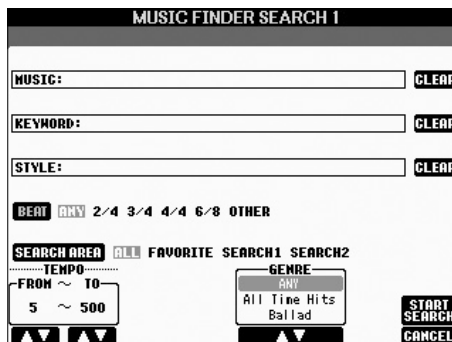 MUSIC FINDER SEARCH 1
MUSIC: CLEAR
KEYWORD: CLEAR
STYLE: CLEAR
BEAT ANY 2/4 3/4 4/4 6/8 OTHER
SEARCH AREA ALL FAVORITE SEARCH1 SEARCH2
TEMPO
FROM ~ TO
5 ~ 500
GENRE
ANY
All Time Hits
Ballad
START
SEARCH
CANCEL